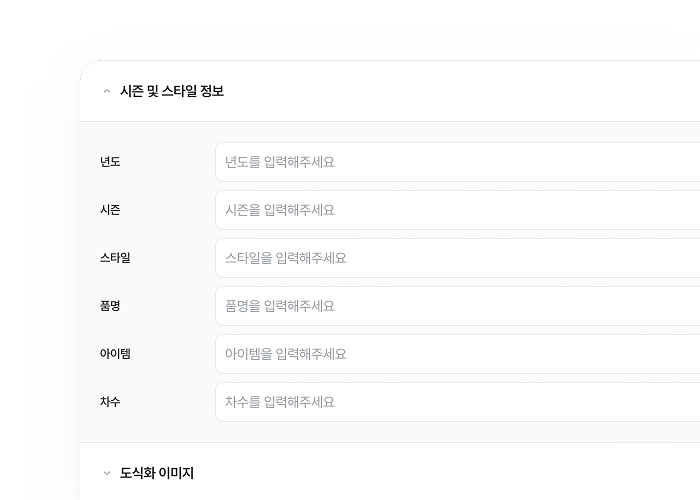 시즌 및 스타일 정보
년도 년도를 입력해주세요
시즌 시즌을 입력해주세요
스타일 스타일을 입력해주세요
품명 품명을 입력해주세요
아이템 아이템을 입력해주세요
차수 차수를 입력해주세요
도식화 이미지